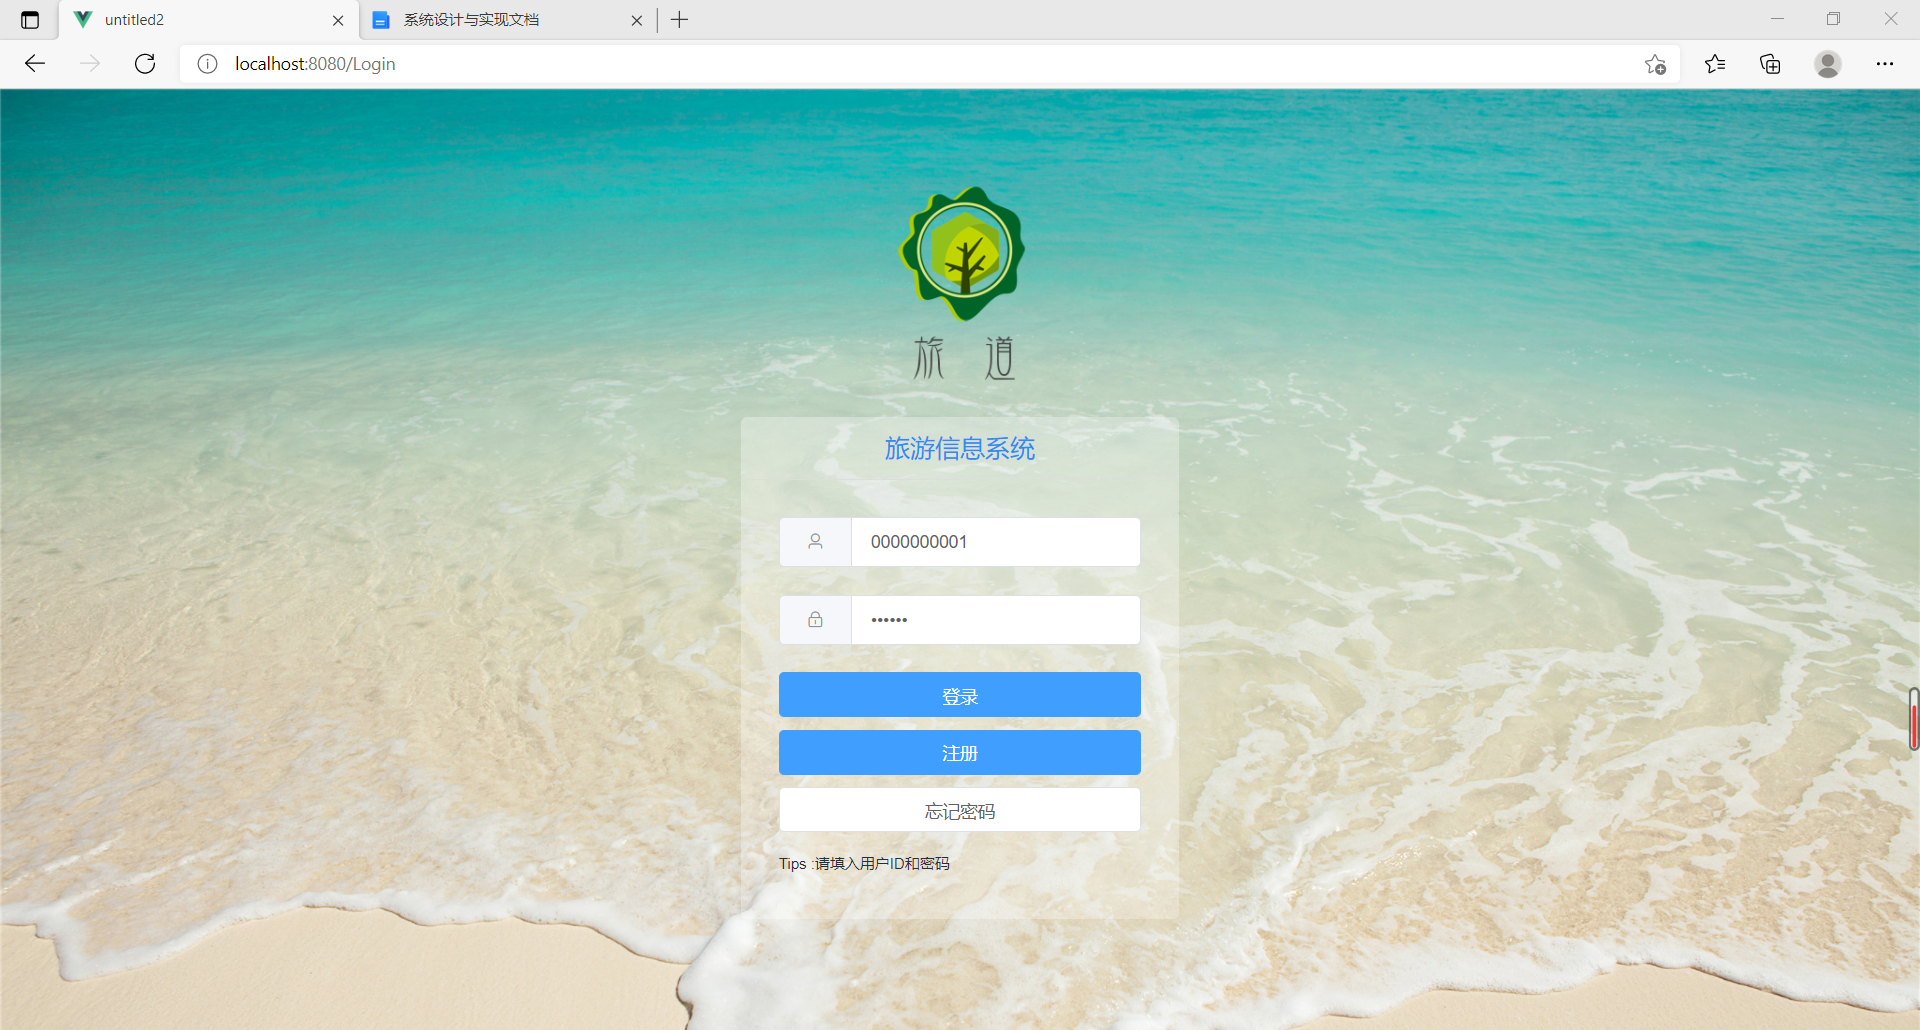 untitled2
系统设计与实现文档
localhost:8080/Login
旅 道
旅游信息系统
0000000001
••••••
登录
注册
忘记密码
Tips :请填入用户ID和密码